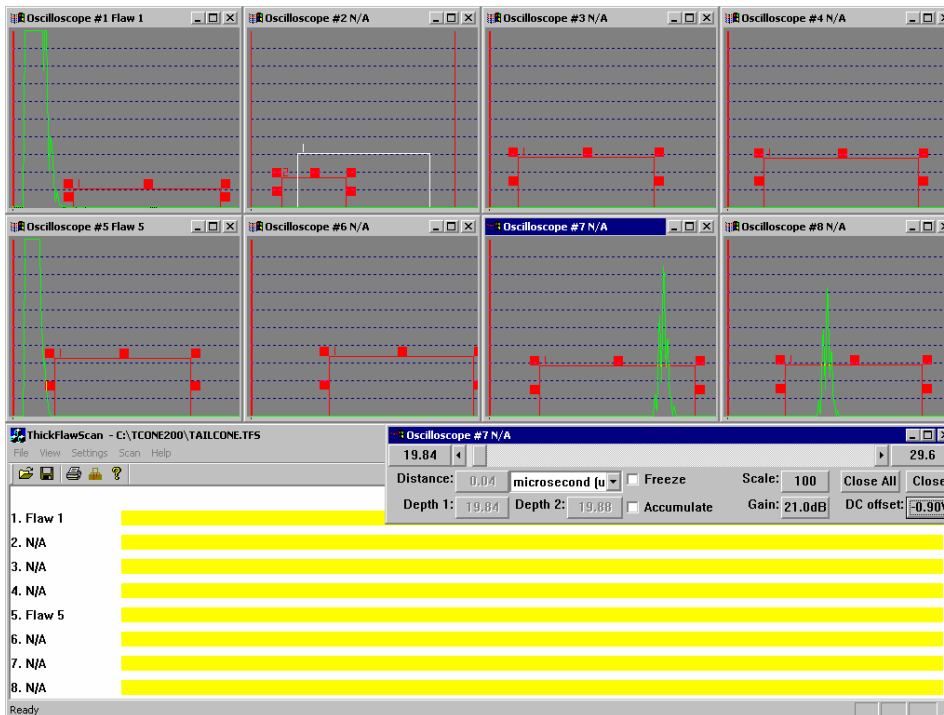 Oscilloscope #1 Flaw 1
Oscilloscope #2 N/A
Oscilloscope #3 N/A
Oscilloscope #4 N/A
Oscilloscope #5 Flaw 5
Oscilloscope #6 N/A
Oscilloscope #7 N/A
Oscilloscope #8 N/A
ThickFlawScan - C:\TCONE200\TAILCONE.TFS
File View Settings Scan Help
Oscilloscope #7 N/A
19.84 29.6
Distance: 0.04 microsecond (u Freeze Scale: 100 Close All Close
Depth 1: 19.84 Depth 2: 19.88 Accumulate Gain: 21.0dB DC offset: -0.90V
1. Flaw 1
2. N/A
3. N/A
4. N/A
5. Flaw 5
6. N/A
7. N/A
8. N/A
Ready